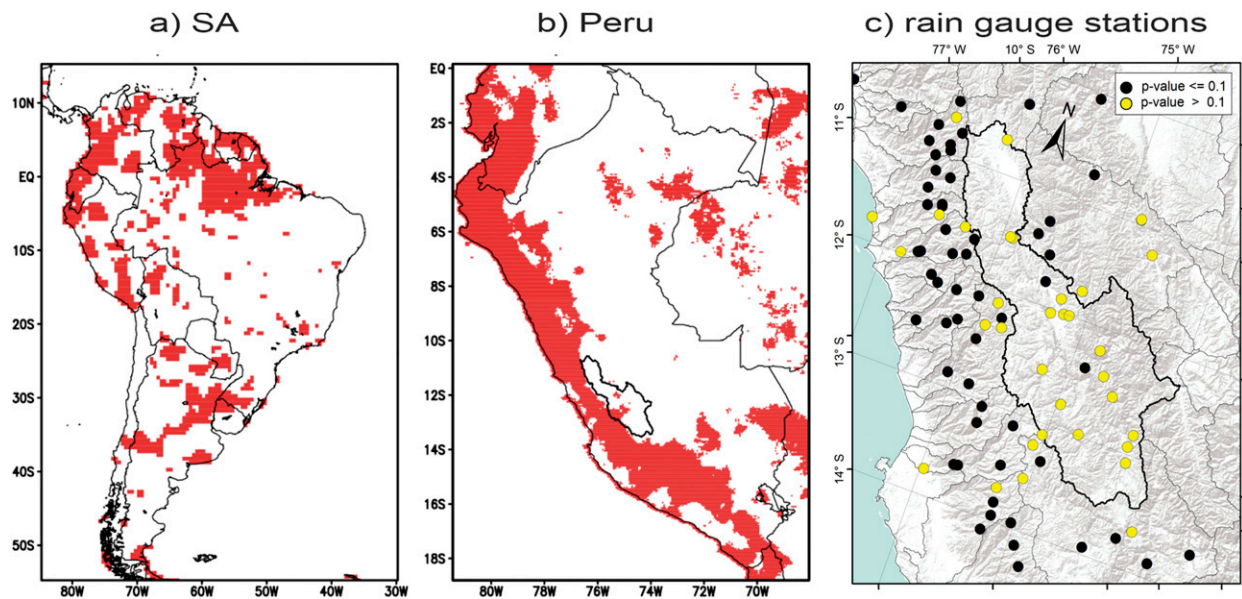 a) SA
b) Peru
c) rain gauge stations
10N
EQ
10S
20S
30S
40S
50S
80W
70W
60W
50W
40W
30W
EQ
2S
4S
6S
8S
10S
12S
14S
16S
18S
80W
78W
76W
74W
72W
70W
77° W
10° S
76° W
75° W
p-value <= 0.1
p-value > 0.1
N
11°S
12°S
13°S
14°S